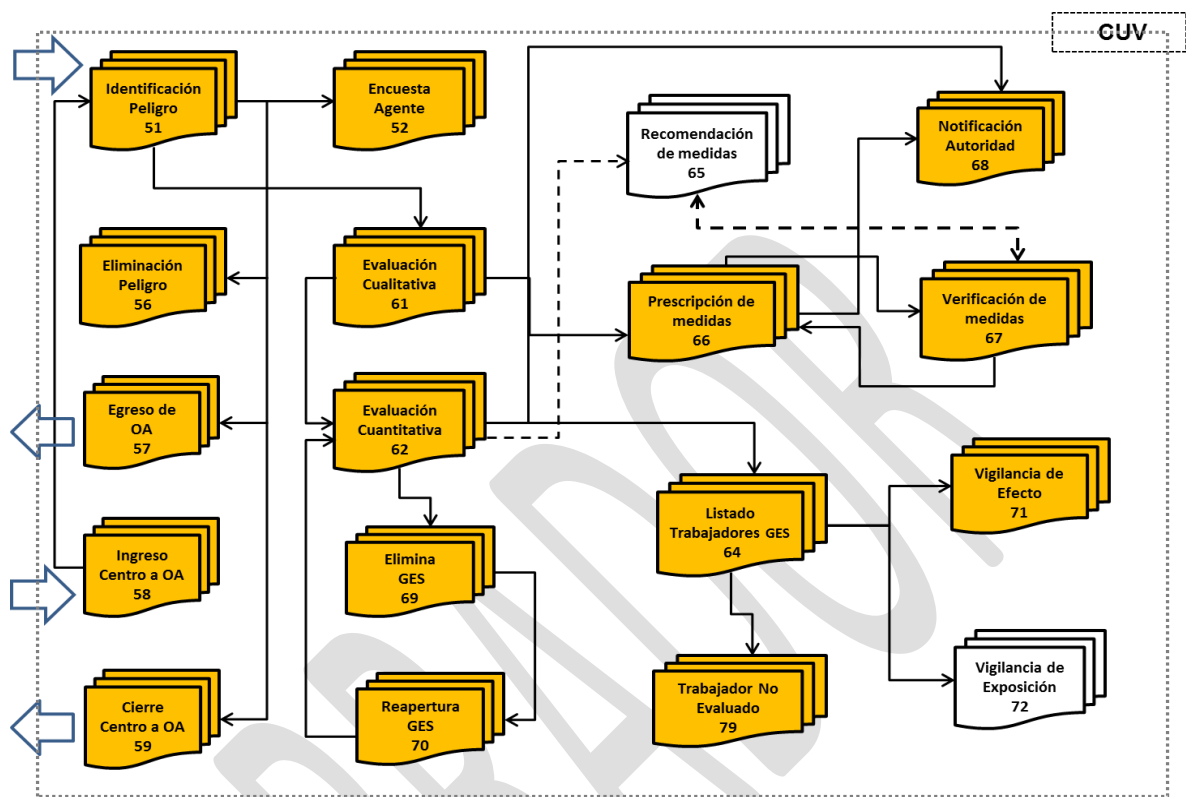 CUV
Identificación
Peligro
51
Encuesta
Agente
52
Recomendación
de medidas
65
Notificación
Autoridad
68
Eliminación
Peligro
56
Evaluación
Cualitativa
61
Prescripción de
medidas
66
Verificación de
medidas
67
Egreso de
OA
57
Evaluación
Cuantitativa
62
Listado
Trabajadores GES
64
Vigilancia de
Efecto
71
Ingreso
Centro a OA
58
Elimina
GES
69
Cierre
Centro a OA
59
Reapertura
GES
70
Trabajador No
Evaluado
79
Vigilancia de
Exposición
72
BORRADOR